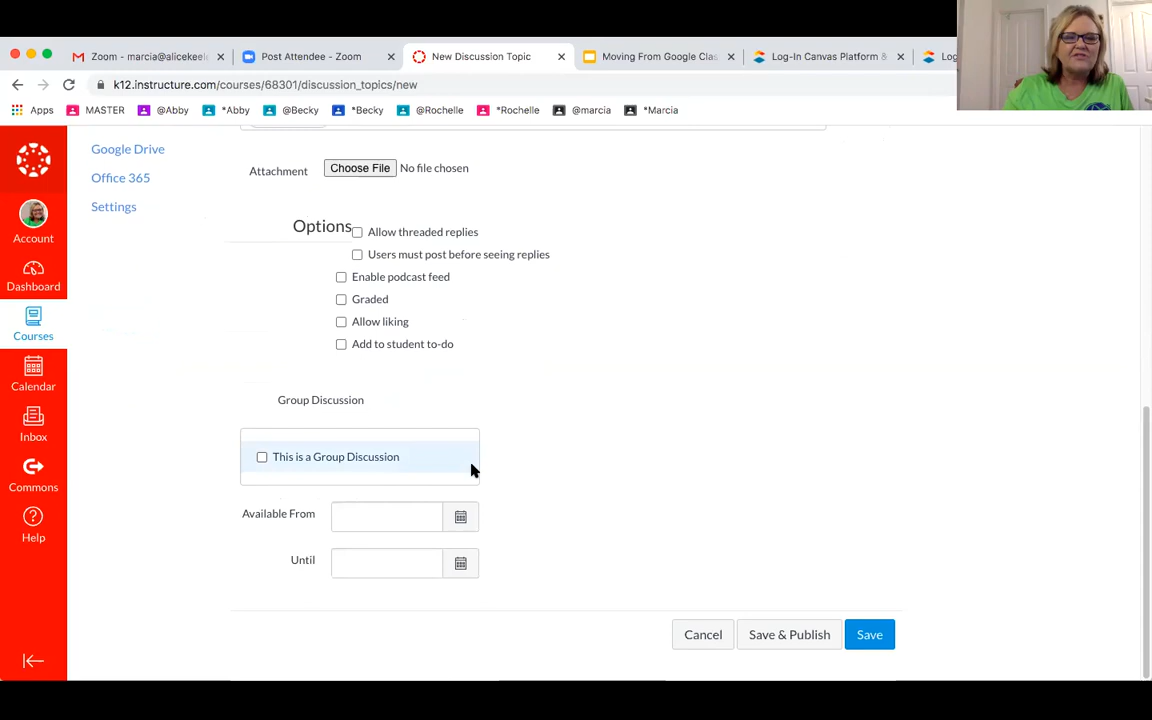 Zoom - marcia@alicekeel
Post Attendee - Zoom
New Discussion Topic
Moving From Google Clas
Log-In Canvas Platform &
Log
k12.instructure.com/courses/68301/discussion_topics/new
Apps
MASTER
@Abby
*Abby
@Becky
*Becky
@Rochelle
*Rochelle
@marcia
*Marcia
Google Drive
Office 365
Settings
Account
Dashboard
Courses
Calendar
Inbox
Commons
Help
Attachment Choose File No file chosen
Options
Allow threaded replies
Users must post before seeing replies
Enable podcast feed
Graded
Allow liking
Add to student to-do
Group Discussion
This is a Group Discussion
Available From
Until
Cancel Save & Publish Save